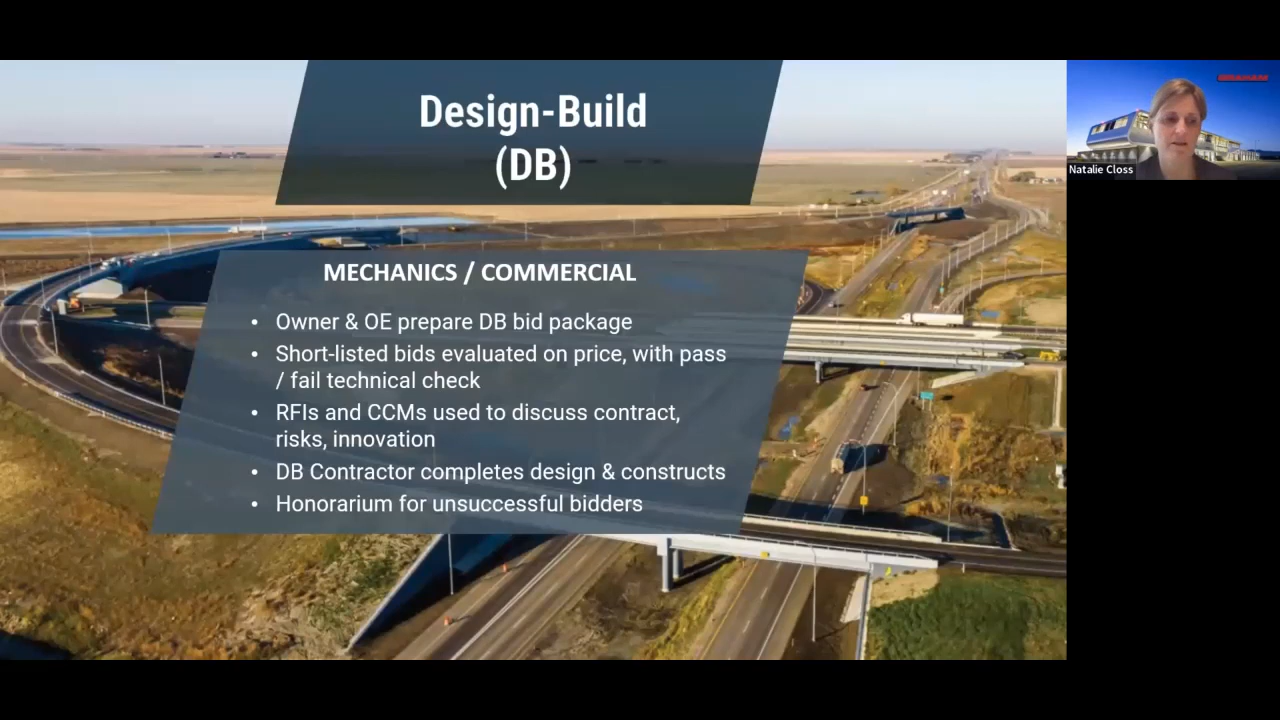 Design-Build
(DB)
MECHANICS / COMMERCIAL
• Owner & OE prepare DB bid package
• Short-listed bids evaluated on price, with pass
/ fail technical check
• RFIs and CCMs used to discuss contract,
risks, innovation
• DB Contractor completes design & constructs
• Honorarium for unsuccessful bidders
Natalie Closs